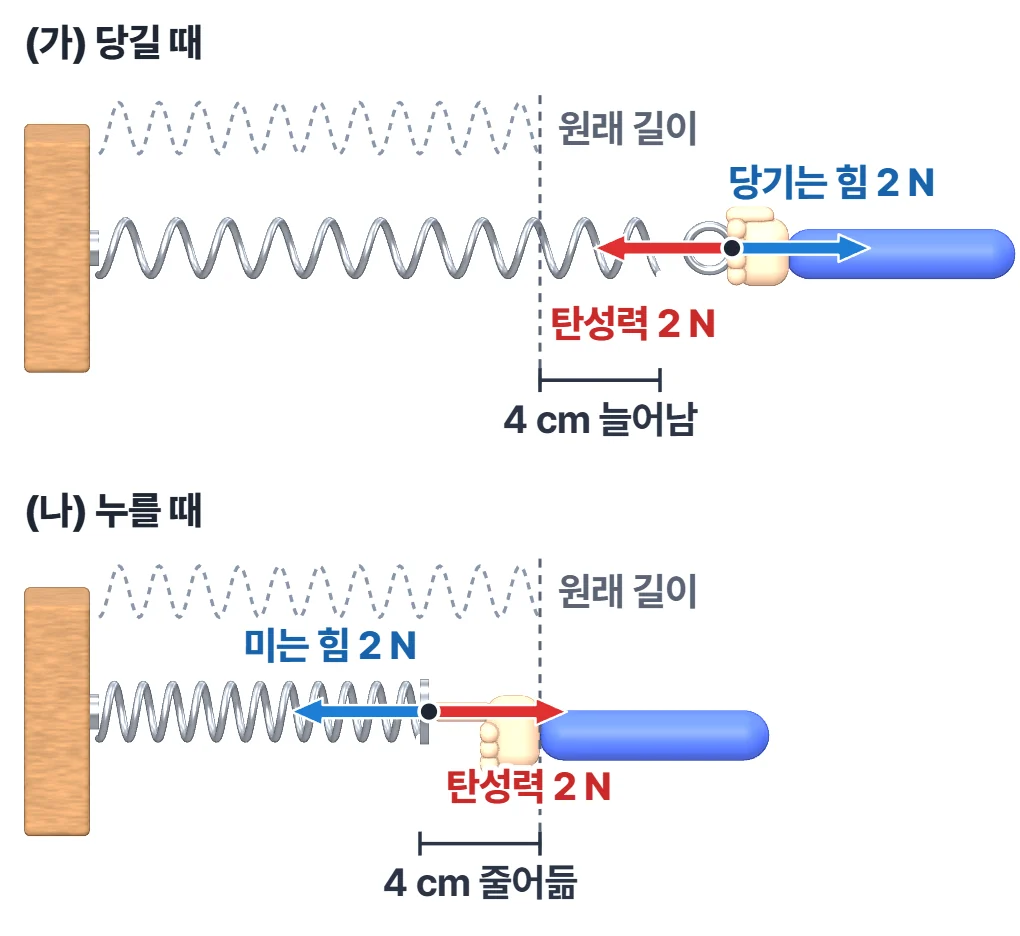 (가) 당길 때
원래 길이
당기는 힘 2 N
탄성력 2 N
4 cm 늘어남
(나) 누를 때
원래 길이
미는 힘 2 N
탄성력 2 N
4 cm 줄어듦